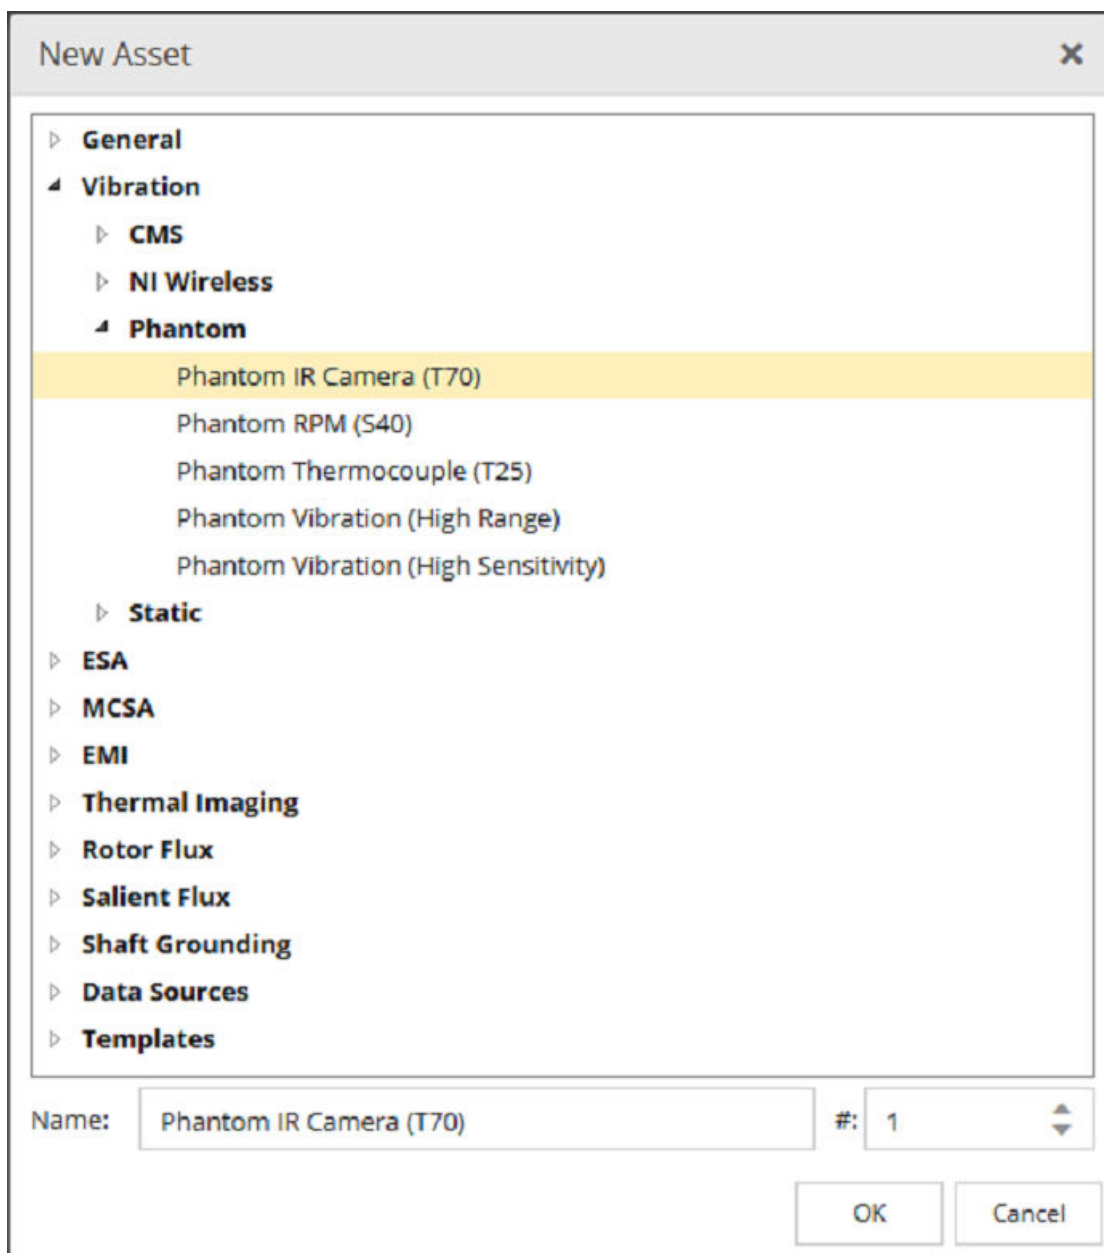 New Asset
General
Vibration
CMS
NI Wireless
Phantom
Phantom IR Camera (T70)
Phantom RPM (S40)
Phantom Thermocouple (T25)
Phantom Vibration (High Range)
Phantom Vibration (High Sensitivity)
Static
ESA
MCSA
EMI
Thermal Imaging
Rotor Flux
Salient Flux
Shaft Grounding
Data Sources
Templates
Name: Phantom IR Camera (T70) #: 1
OK Cancel